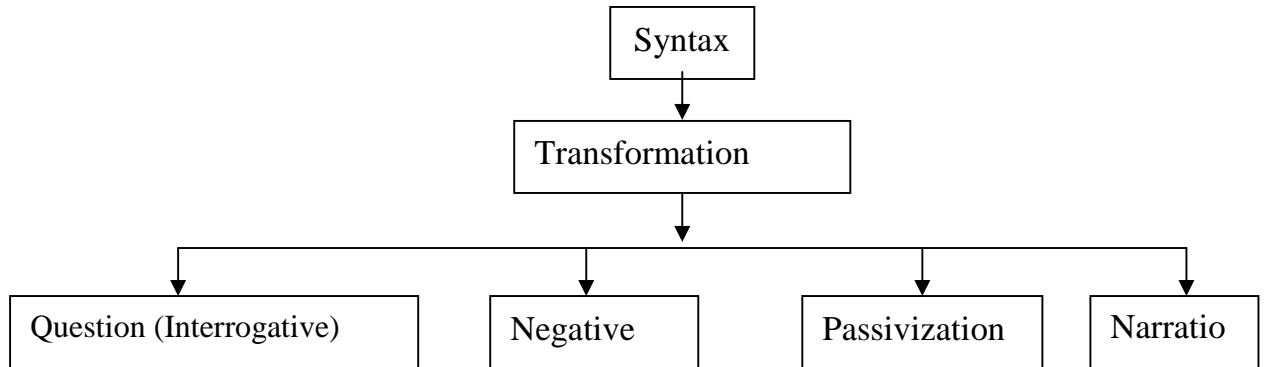 Syntax
Transformation
Question (Interrogative)
Negative
Passivization
Narratio